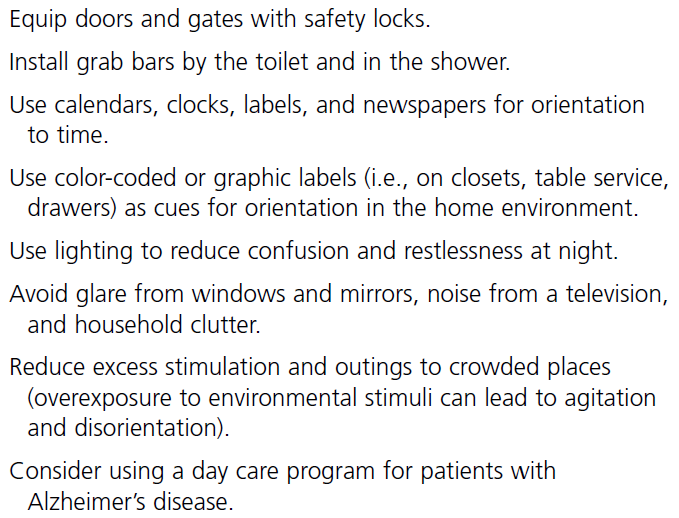 Equip doors and gates with safety locks.
Install grab bars by the toilet and in the shower.
Use calendars, clocks, labels, and newspapers for orientation
to time.
Use color-coded or graphic labels (i.e., on closets, table service,
drawers) as cues for orientation in the home environment.
Use lighting to reduce confusion and restlessness at night.
Avoid glare from windows and mirrors, noise from a television,
and household clutter.
Reduce excess stimulation and outings to crowded places
(overexposure to environmental stimuli can lead to agitation
and disorientation).
Consider using a day care program for patients with
Alzheimer’s disease.